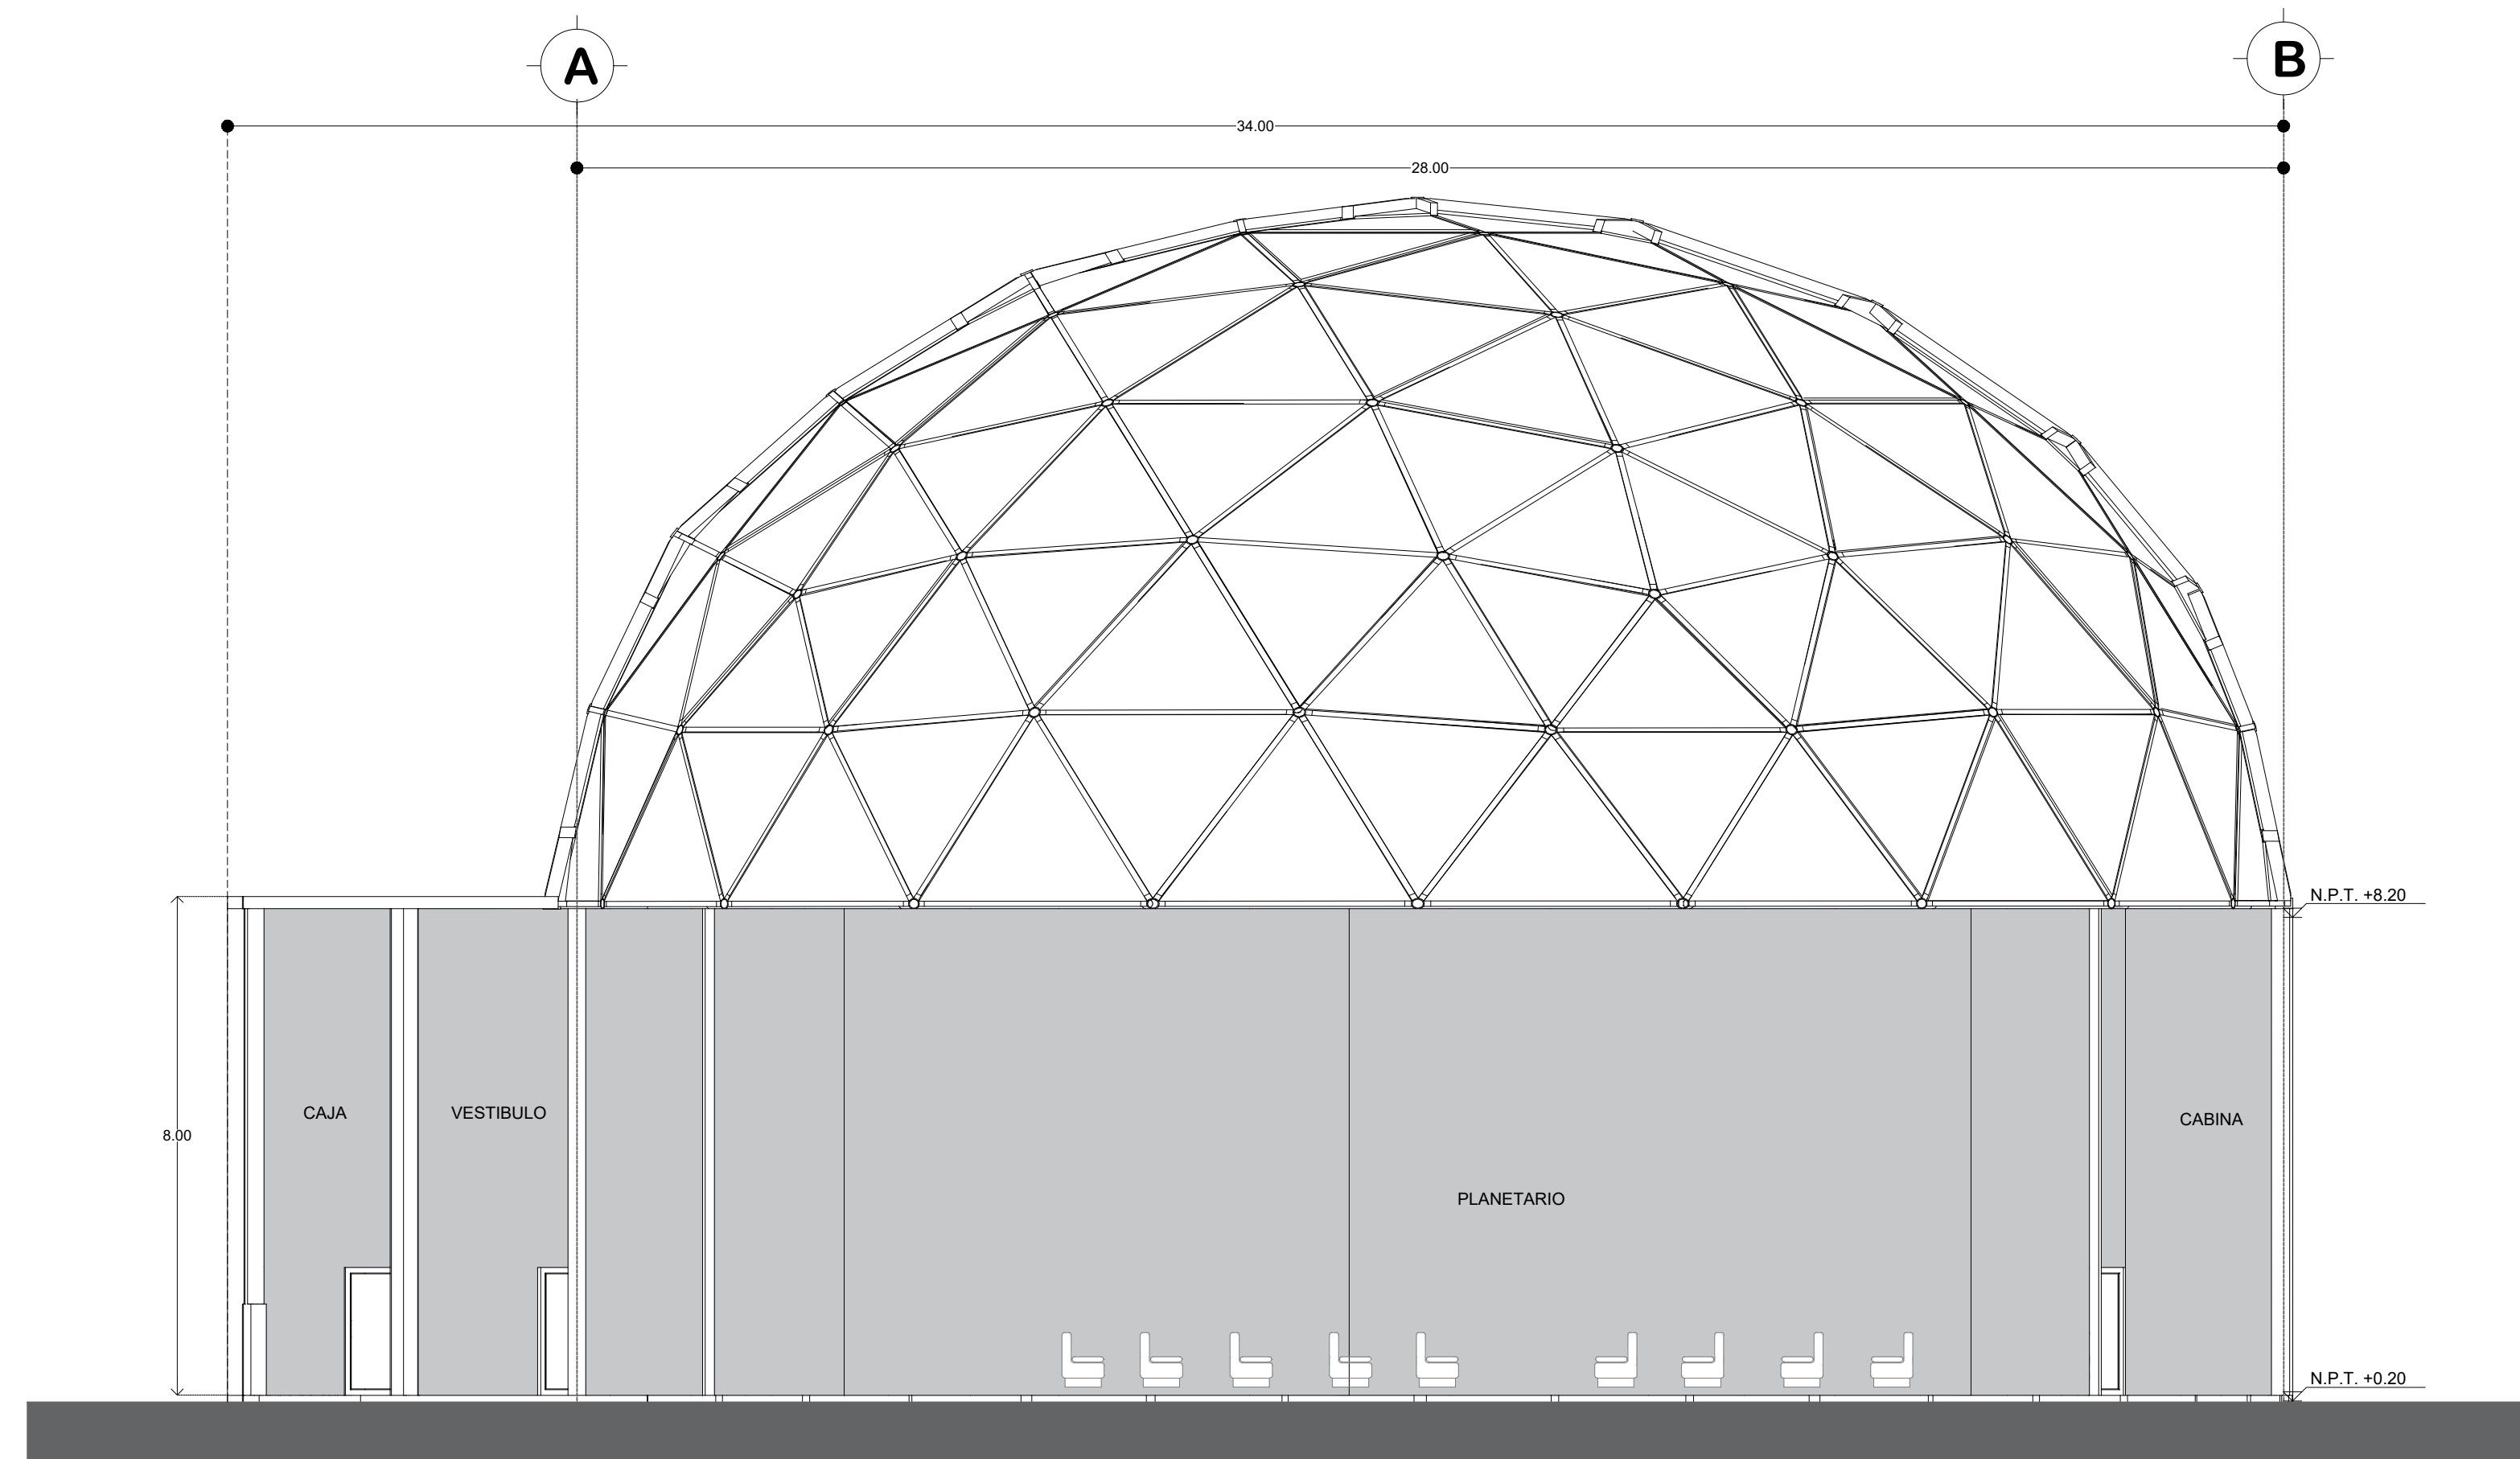 A
B
34.00
28.00
N.P.T. +8.20
CAJA
VESTIBULO
CABINA
8.00
PLANETARIO
N.P.T. +0.20